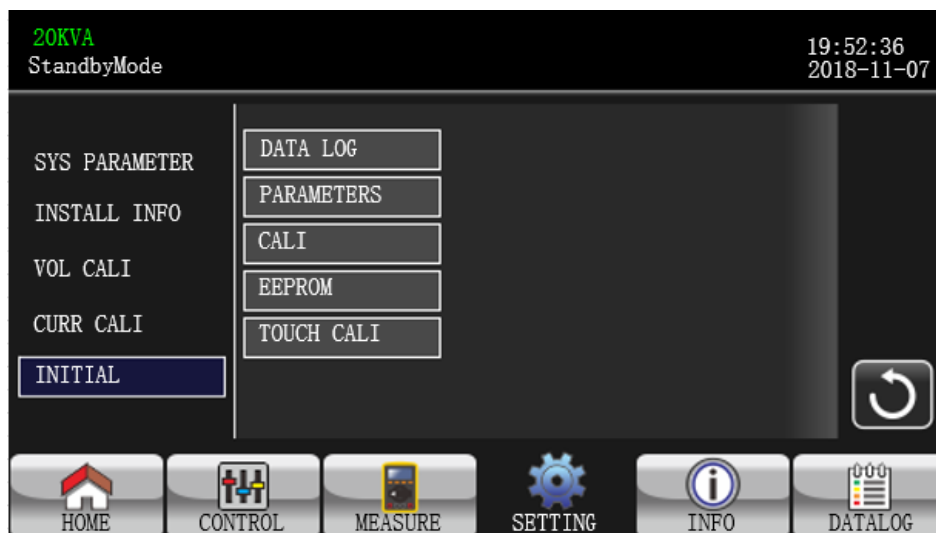 20KVA
StandbyMode
19:52:36
2018-11-07
SYS PARAMETER
INSTALL INFO
VOL CALI
CURR CALI
INITIAL
DATA LOG
PARAMETERS
CALI
EEPROM
TOUCH CALI
HOME
CONTROL
MEASURE
SETTING
INFO
DATALOG